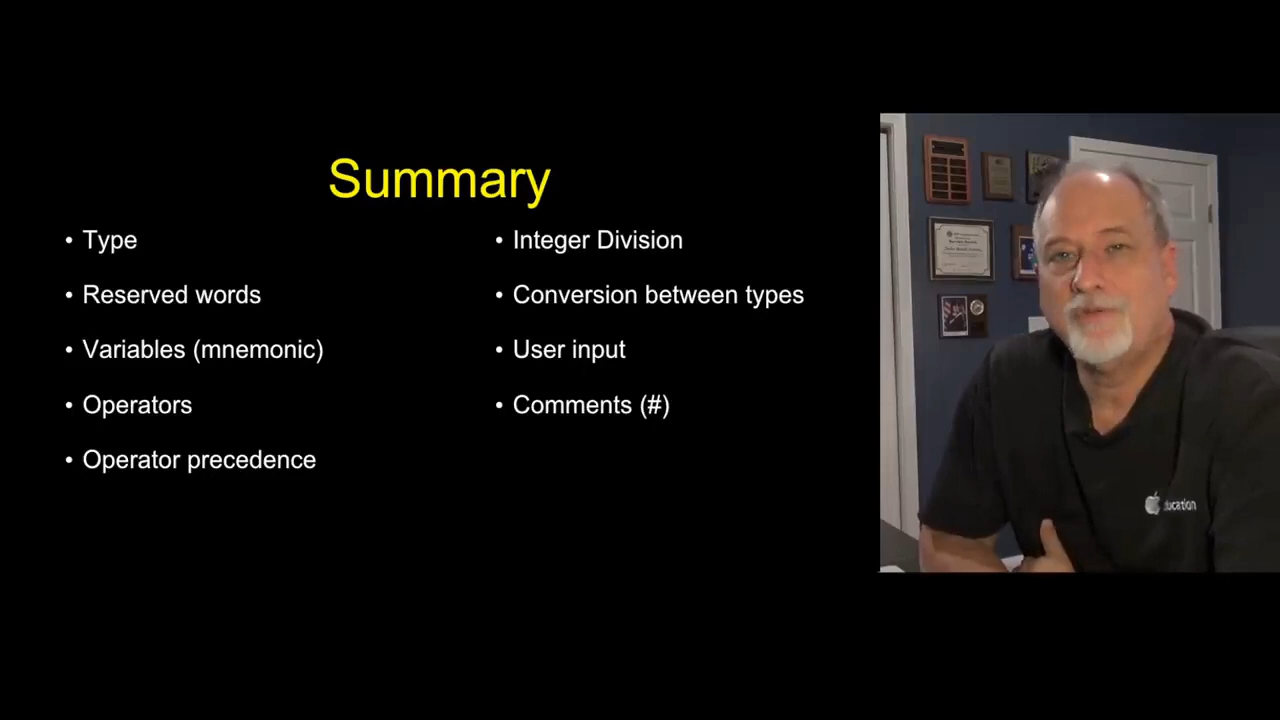 Summary
• Type
• Reserved words
• Variables (mnemonic)
• Operators
• Operator precedence
• Integer Division
• Conversion between types
• User input
• Comments (#)